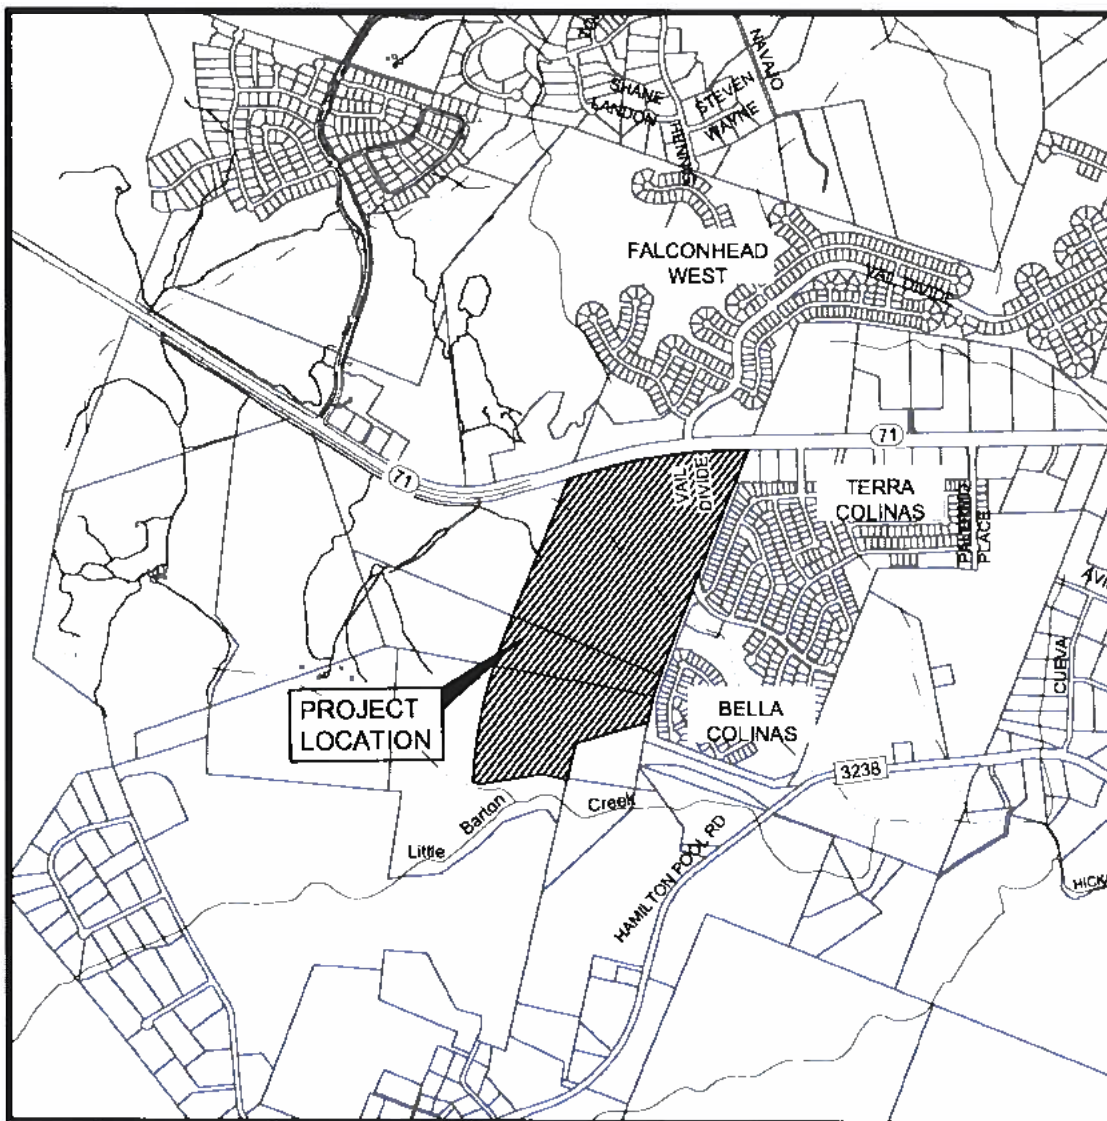 NAVAJO
SHANE
LANDON
STEVEN
WAYNE
FALCONHEAD
WEST
VAIL DIVIDE
71
71
VAIL
DIVIDE
TERRA
COLINAS
PLACE
CUEVA
PROJECT
LOCATION
BELLA
COLINAS
3238
Little Barton Creek
HAMILTON POOL RD